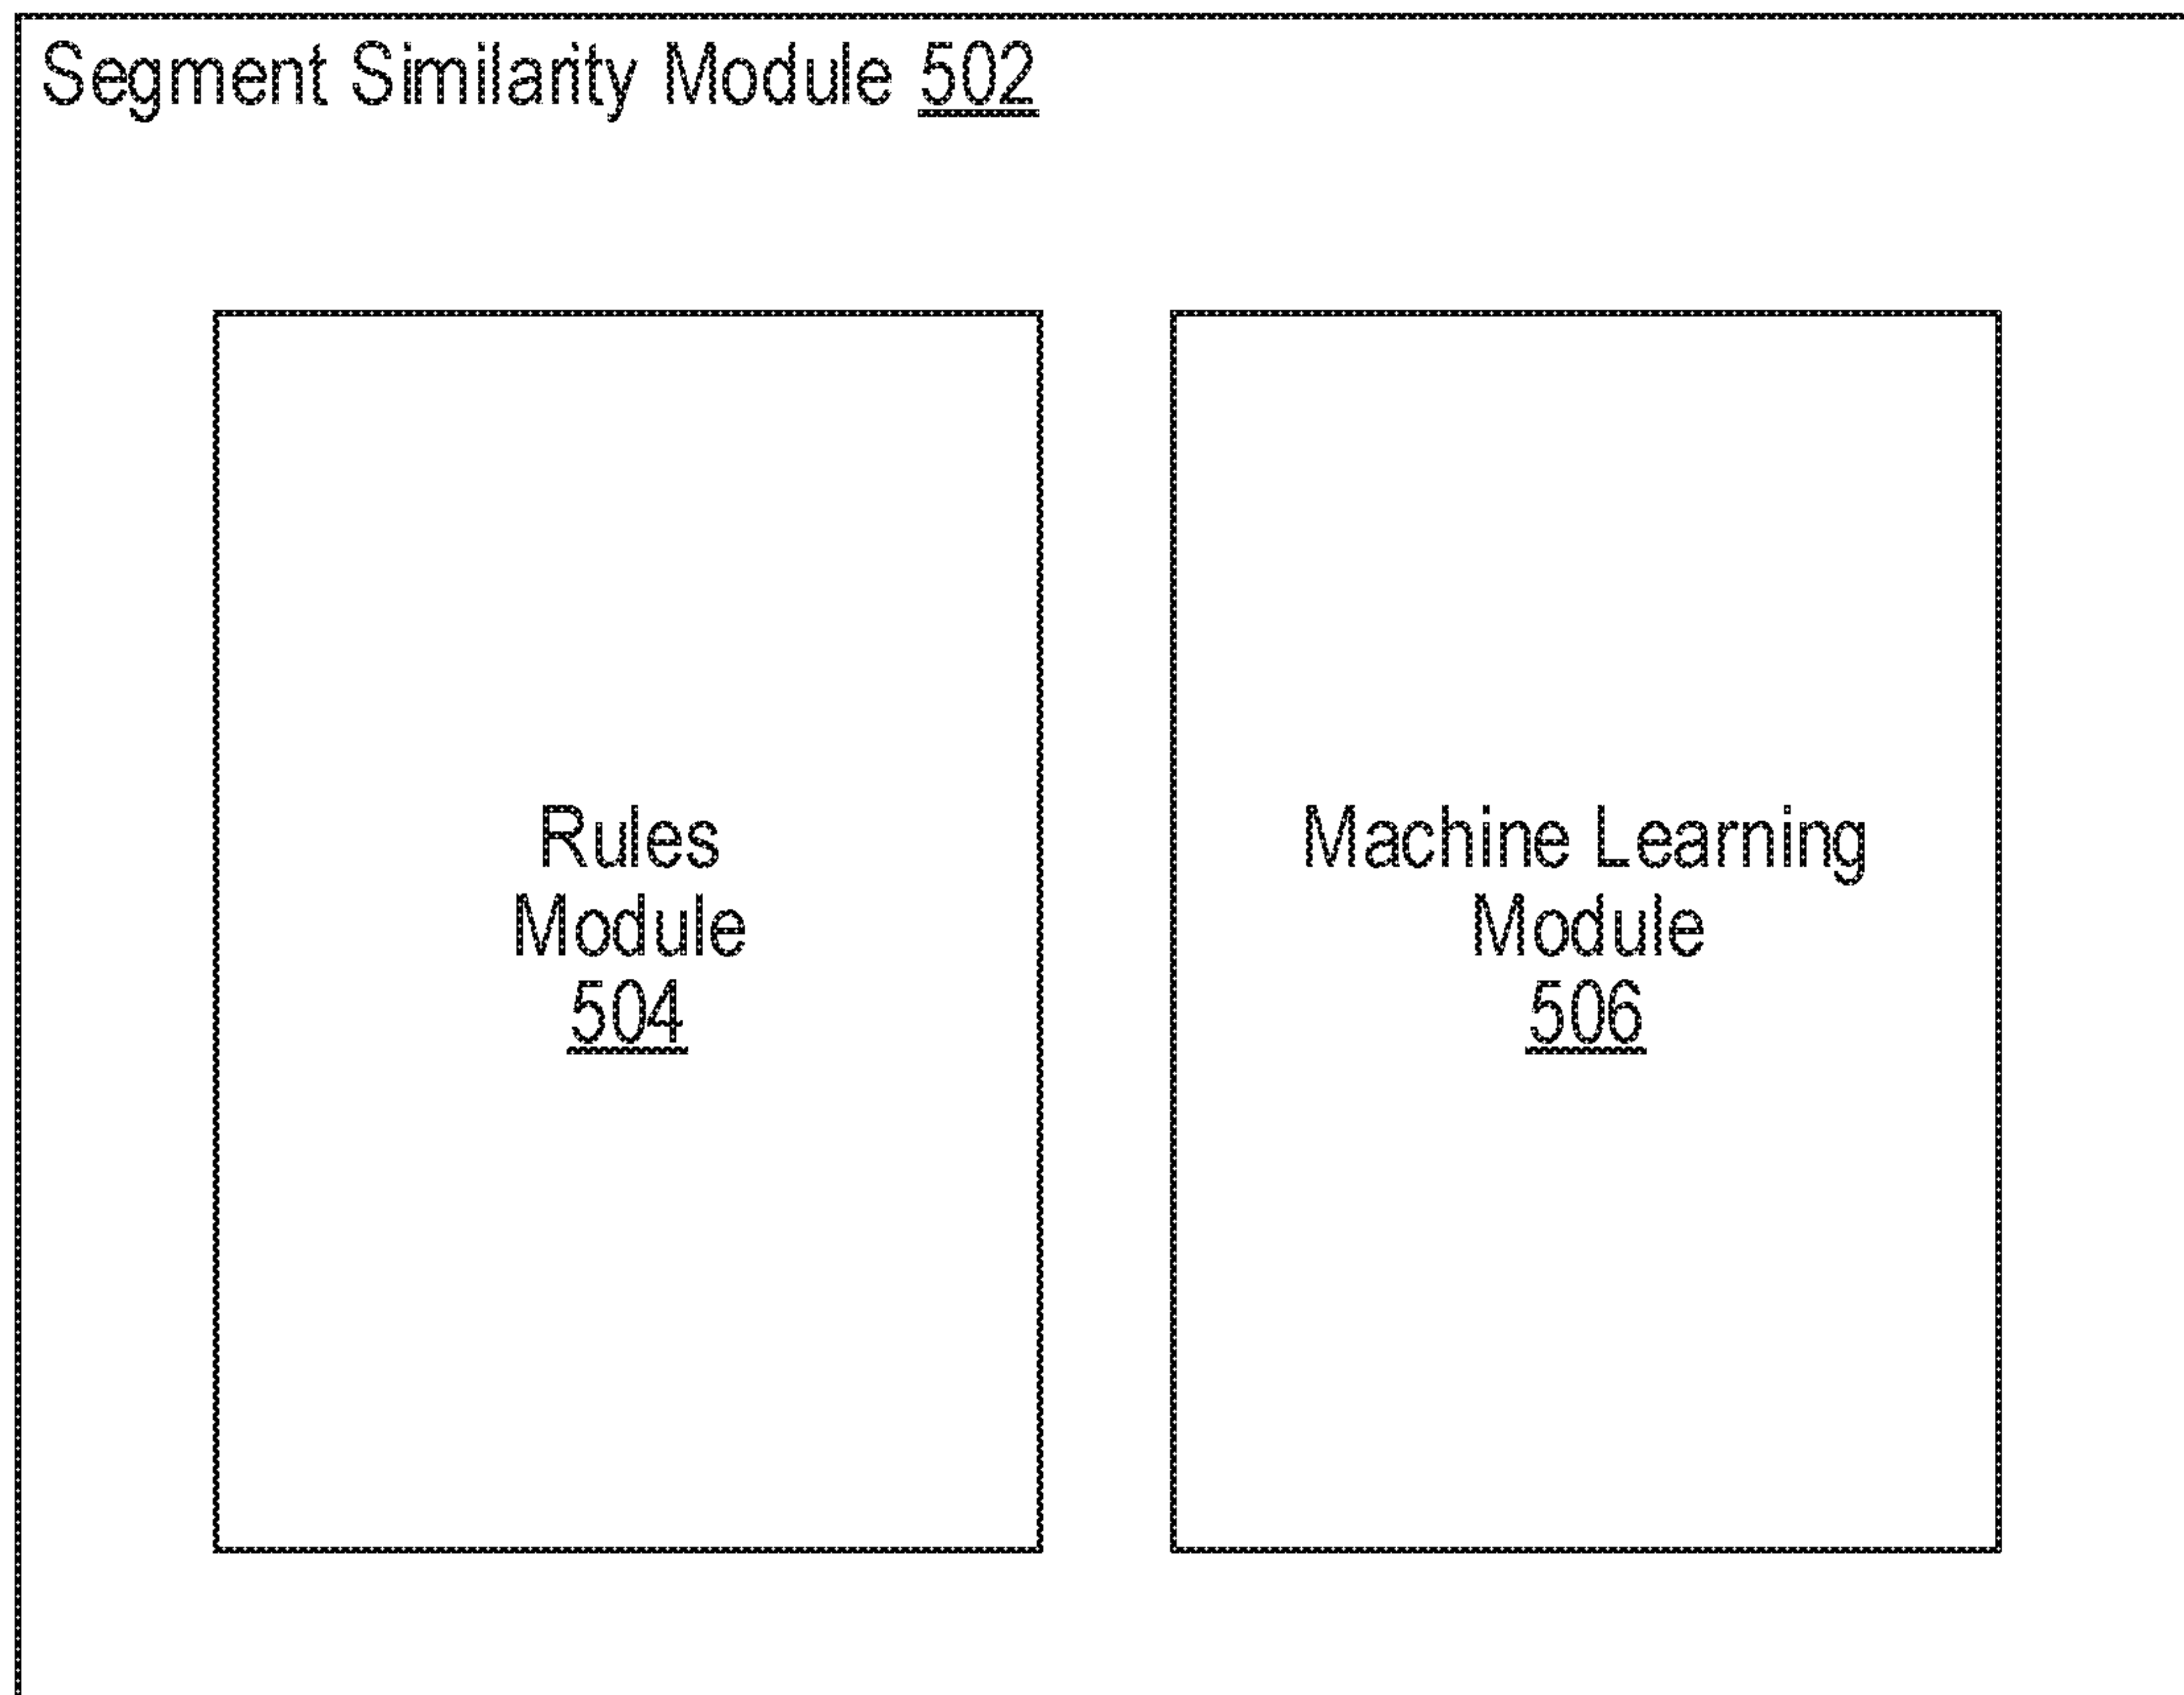 Segment Similarity Module 502
Rules
Module
504
Machine Learning
Module
506